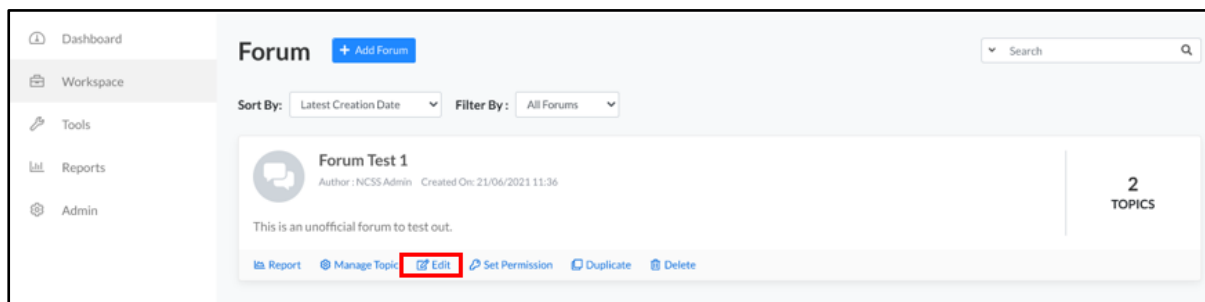 Dashboard
Workspace
Tools
Reports
Admin
Forum
+ Add Forum
Search
Sort By: Latest Creation Date Filter By : All Forums
Forum Test 1
Author : NCSS Admin Created On: 21/06/2021 11:36
This is an unofficial forum to test out.
2
TOPICS
Report Manage Topic Edit Set Permission Duplicate Delete